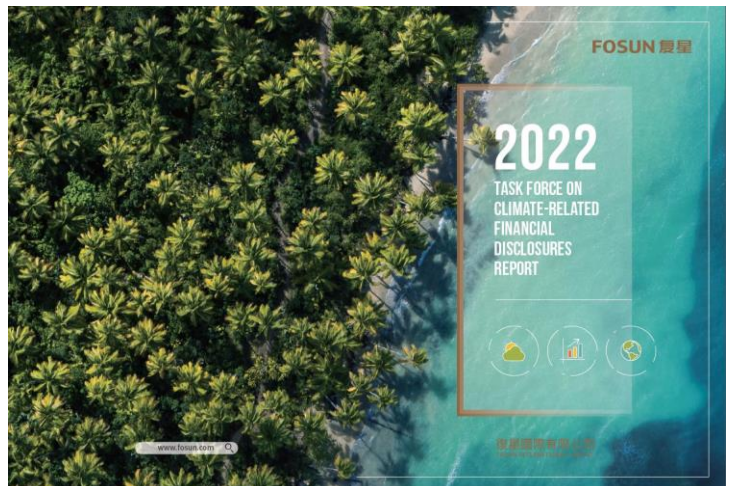 FOSUN 复星
2022
TASK FORCE ON
CLIMATE-RELATED
FINANCIAL
DISCLOSURES
REPORT
www.fosun.com